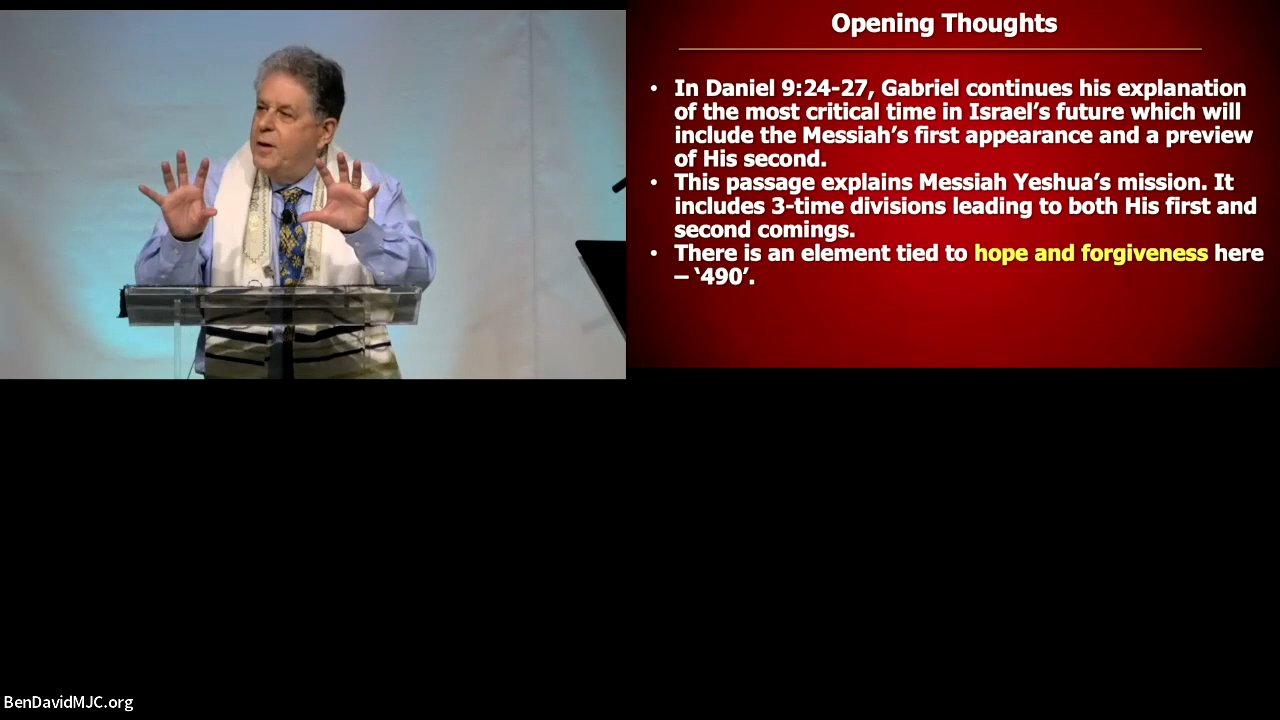 Opening Thoughts
• In Daniel 9:24-27, Gabriel continues his explanation
of the most critical time in Israel’s future which will
include the Messiah’s first appearance and a preview
of His second.
• This passage explains Messiah Yeshua’s mission. It
includes 3-time divisions leading to both His first and
second comings.
• There is an element tied to hope and forgiveness here
– ‘490’.
BenDavidMJC.org